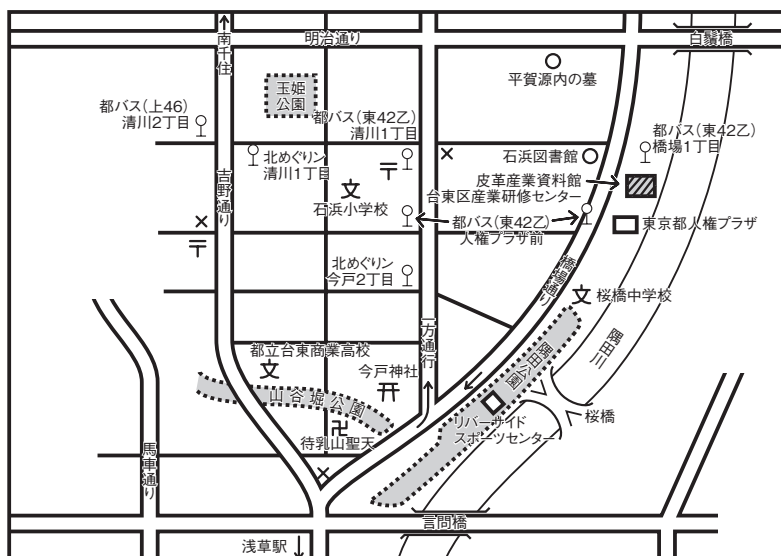 南千住
明治通り
白鬚橋
平賀源内の墓
玉姫
公園
都バス(上46)
清川2丁目
都バス(東42乙)
清川1丁目
都バス(東42乙)
橋場1丁目
北めぐりン
清川1丁目
石浜図書館
皮革産業資料館
台東区産業研修センター
吉野通り
石浜小学校
都バス(東42乙)
人権プラザ前
東京都人権プラザ
北めぐりン
今戸2丁目
橋場通り
桜橋中学校
一方通行
隅田川
都立台東商業高校
今戸神社
隅田公園
山谷堀公園
リバーサイド
スポーツセンター
桜橋
待乳山聖天
馬車通り
言問橋
浅草駅